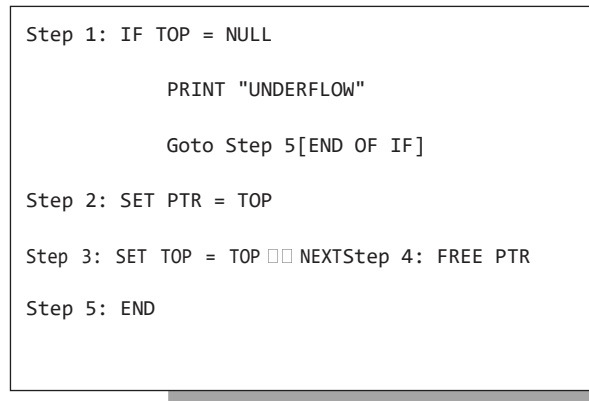 Step 1: IF TOP = NULL
PRINT "UNDERFLOW"
Goto Step 5[END OF IF]
Step 2: SET PTR = TOP
Step 3: SET TOP = TOP □□ NEXTStep 4: FREE PTR
Step 5: END